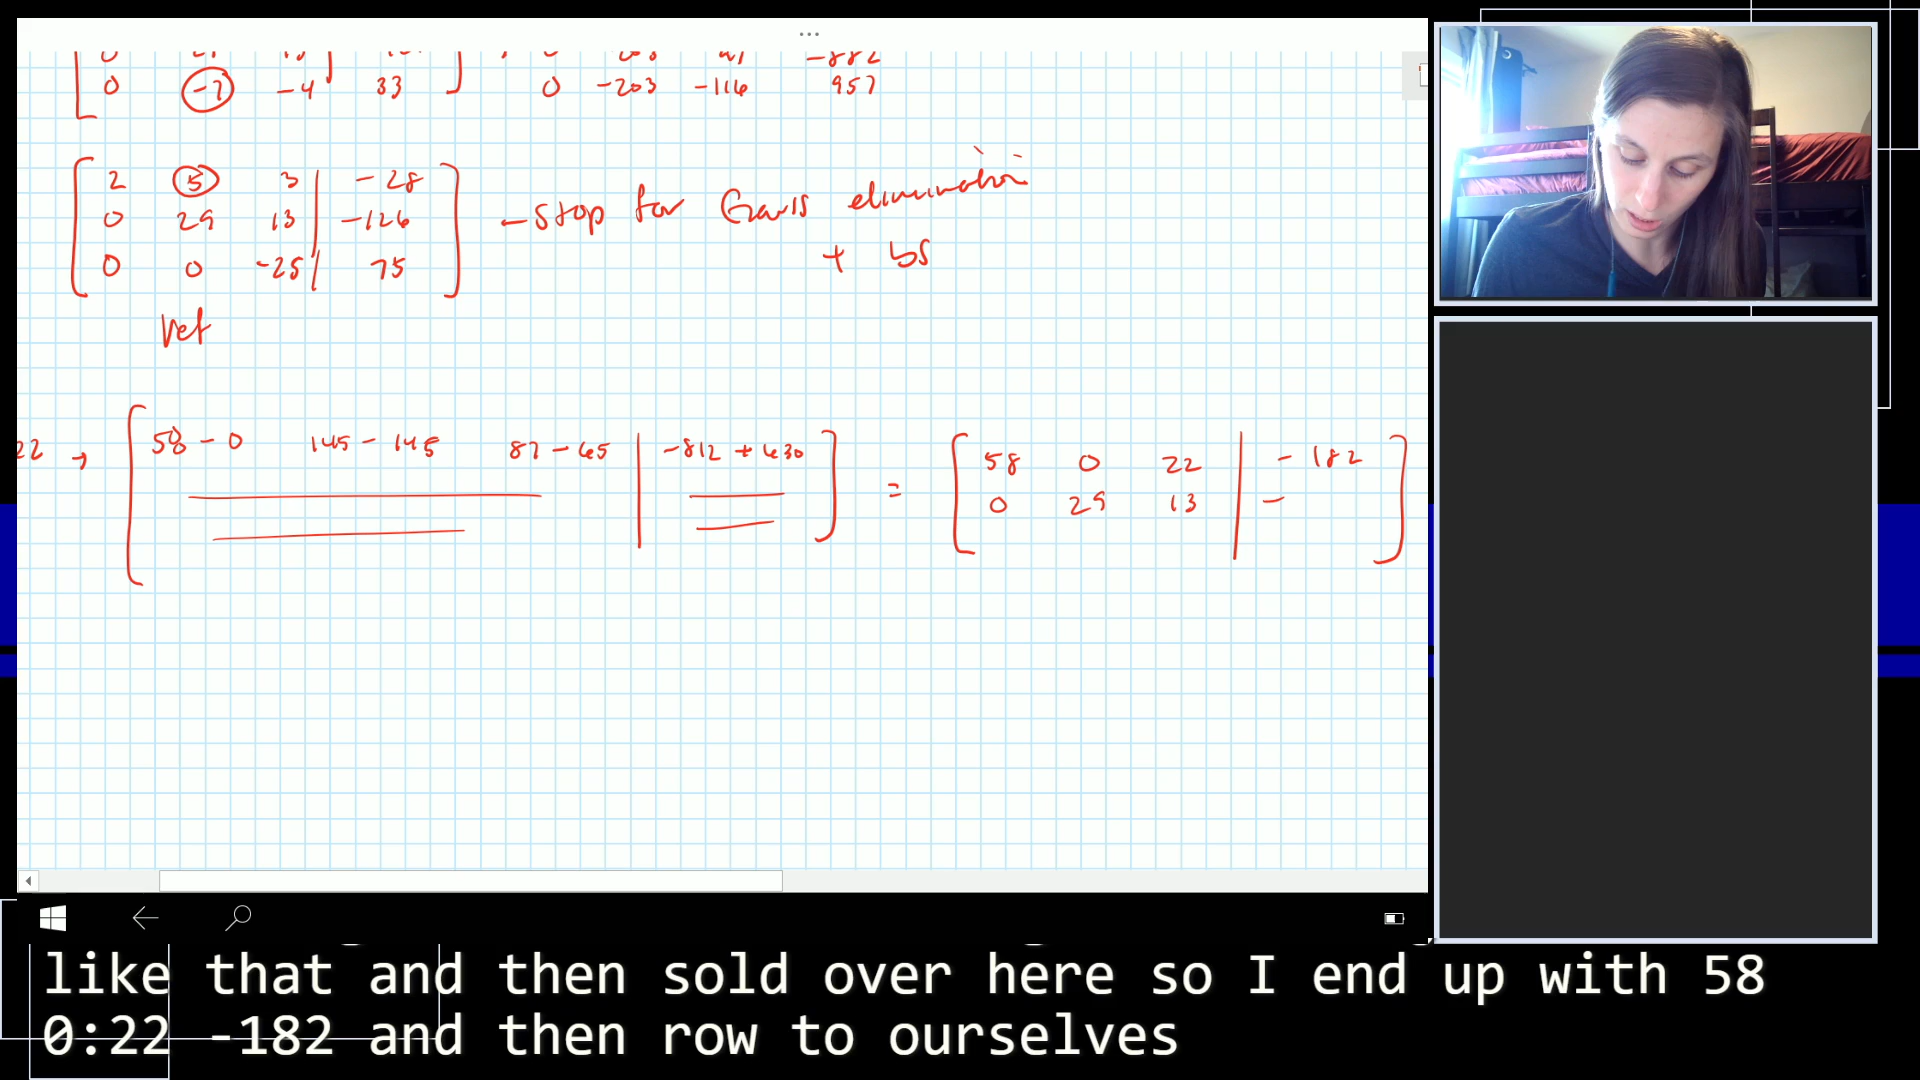 -882
0 -7 -4 33 0 -203 -116 957
2 5 3 -28
0 29 13 -126 ←stop for Gauss elimination
0 0 -25 75 + bs
ref
22 → 58 - 0 145 - 145 87 - 65 -812 + 630 = 58 0 22 -182
0 29 13 -
like that and then sold over here so I end up with 58
0:22 -182 and then row to ourselves